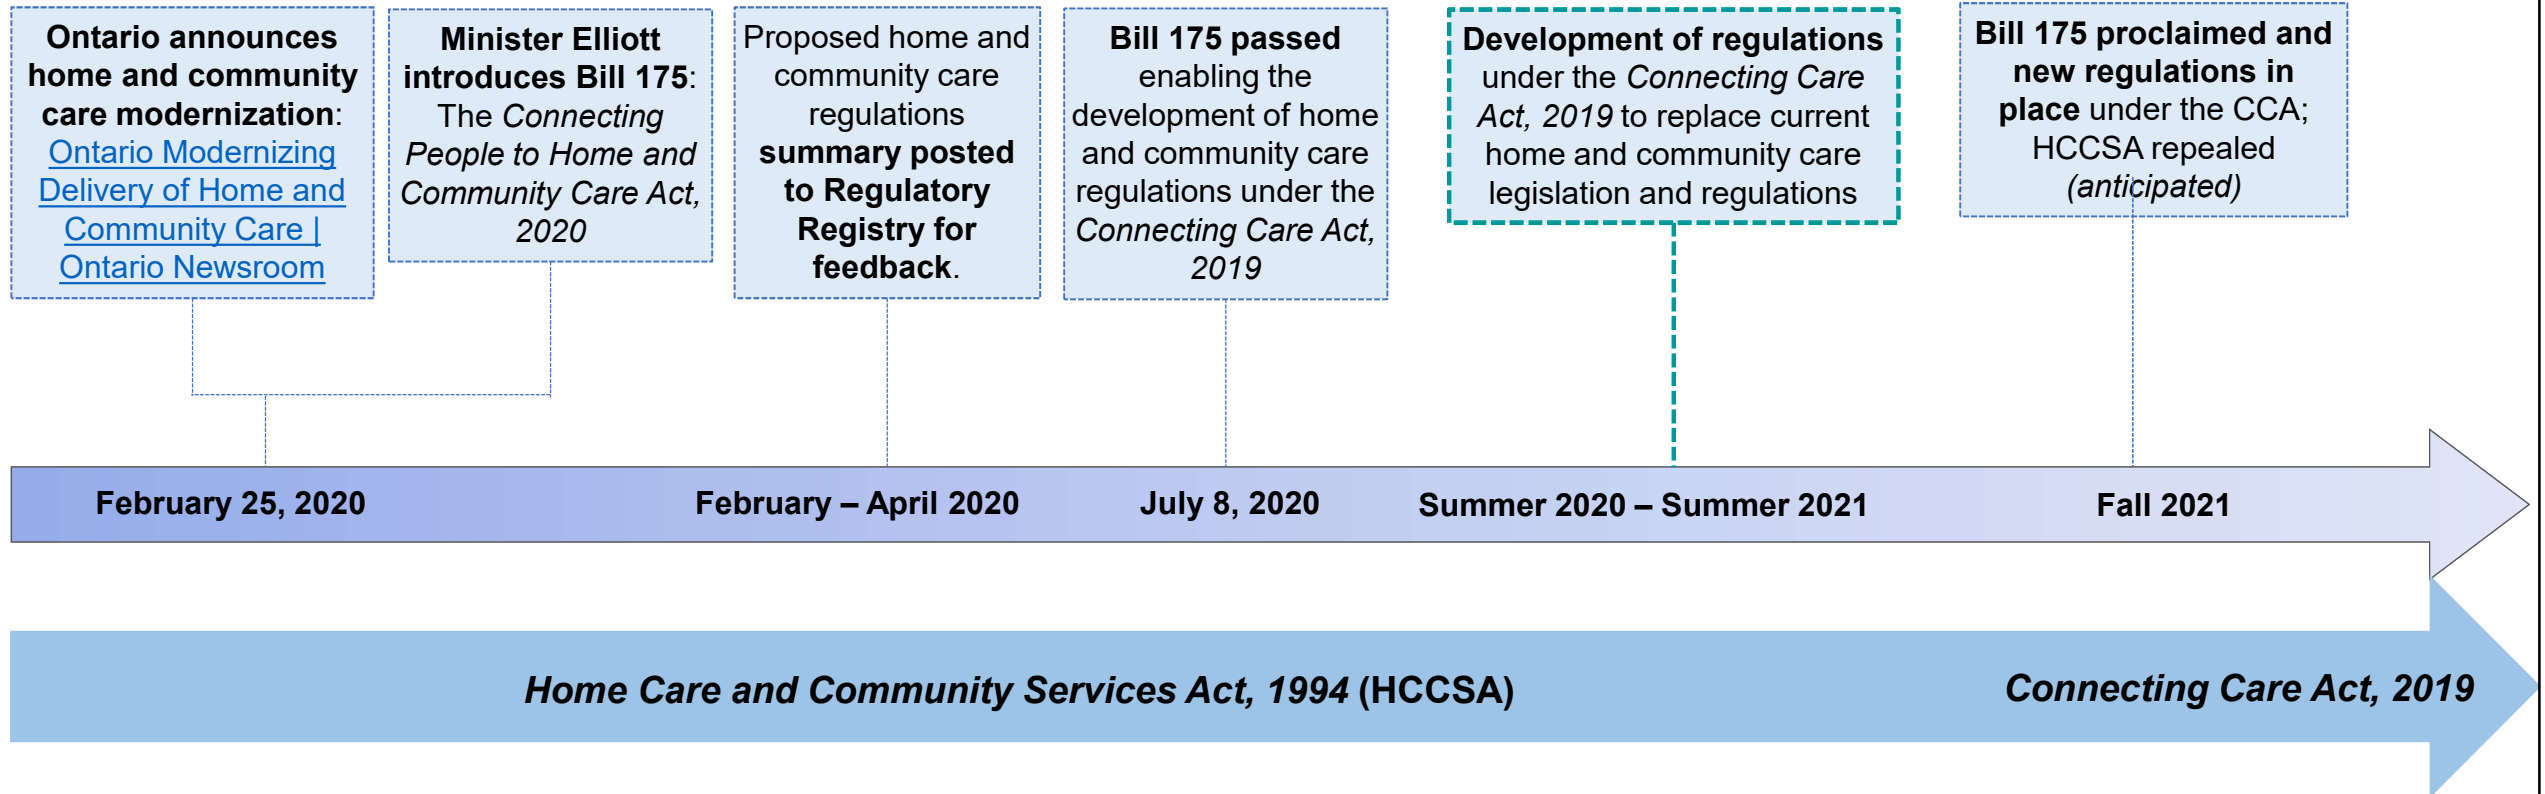 Ontario announces
home and community
care modernization:
Ontario Modernizing
Delivery of Home and
Community Care |
Ontario Newsroom
Minister Elliott
introduces Bill 175:
The Connecting
People to Home and
Community Care Act,
2020
Proposed home and
community care
regulations
summary posted
to Regulatory
Registry for
feedback.
Bill 175 passed
enabling the
development of home
and community care
regulations under the
Connecting Care Act,
2019
Development of regulations
under the Connecting Care
Act, 2019 to replace current
home and community care
legislation and regulations
Bill 175 proclaimed and
new regulations in
place under the CCA;
HCCSA repealed
(anticipated)
February 25, 2020
February – April 2020
July 8, 2020
Summer 2020 – Summer 2021
Fall 2021
Home Care and Community Services Act, 1994 (HCCSA)
Connecting Care Act, 2019